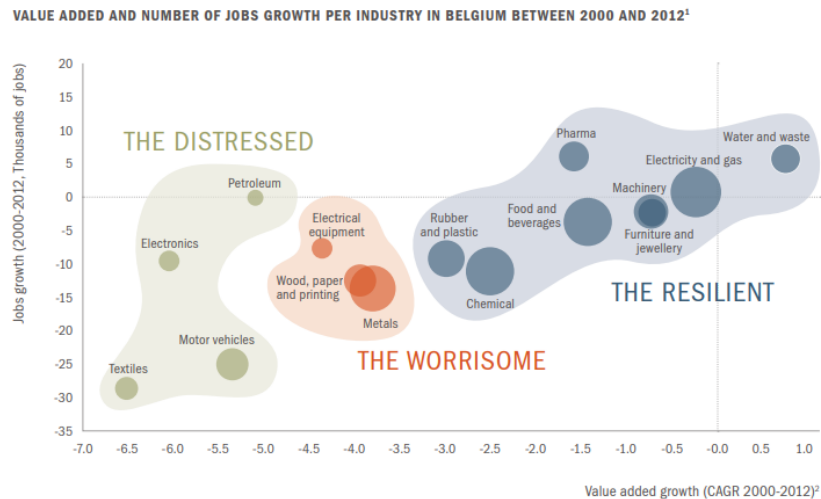 VALUE ADDED AND NUMBER OF JOBS GROWTH PER INDUSTRY IN BELGIUM BETWEEN 2000 AND 2012¹
Jobs growth (2000-2012, Thousands of jobs)
20
15
10
5
0
-5
-10
-15
-20
-25
-30
-35
THE DISTRESSED
Petroleum
Electronics
Motor vehicles
Textiles
Electrical
equipment
Wood, paper
and printing
Metals
THE WORRISOME
Pharma
Water and waste
Electricity and gas
Machinery
Rubber
and plastic
Food and
beverages
Furniture and
jewellery
Chemical
THE RESILIENT
-7.0 -6.5 -6.0 -5.5 -5.0 -4.5 -4.0 -3.5 -3.0 -2.5 -2.0 -1.5 -1.0 -0.5 -0.0 0.5 1.0
Value added growth (CAGR 2000-2012)²